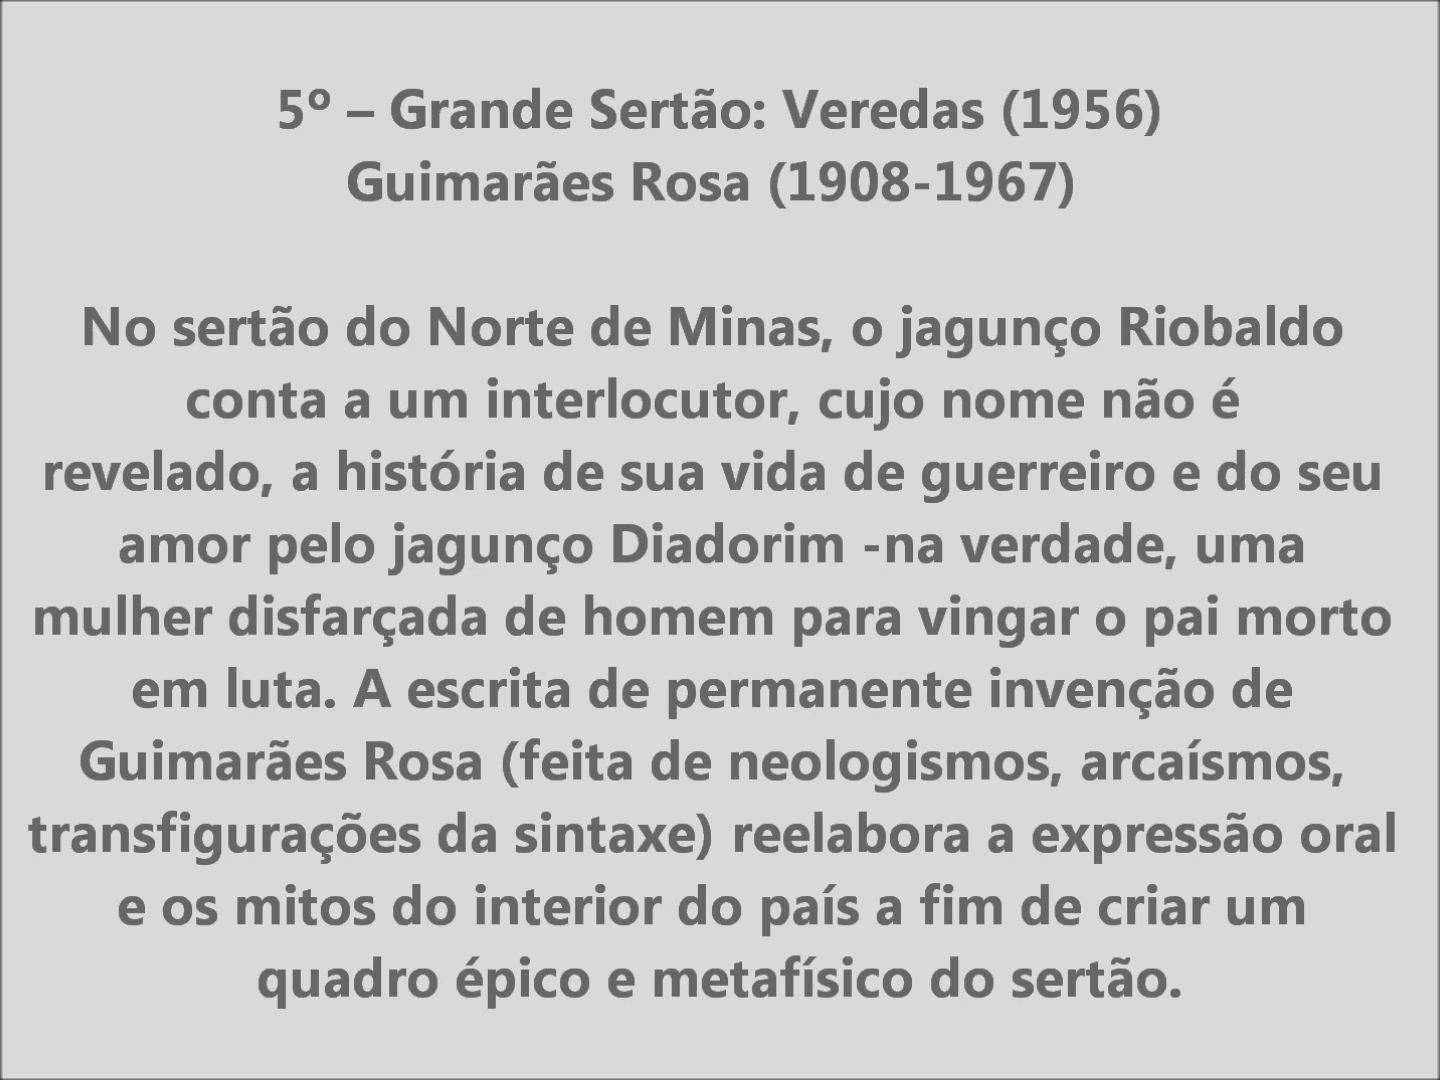 5º – Grande Sertão: Veredas (1956)
Guimarães Rosa (1908-1967)
No sertão do Norte de Minas, o jagunço Riobaldo
conta a um interlocutor, cujo nome não é
revelado, a história de sua vida de guerreiro e do seu
amor pelo jagunço Diadorim -na verdade, uma
mulher disfarçada de homem para vingar o pai morto
em luta. A escrita de permanente invenção de
Guimarães Rosa (feita de neologismos, arcaísmos,
transfigurações da sintaxe) reelabora a expressão oral
e os mitos do interior do país a fim de criar um
quadro épico e metafísico do sertão.